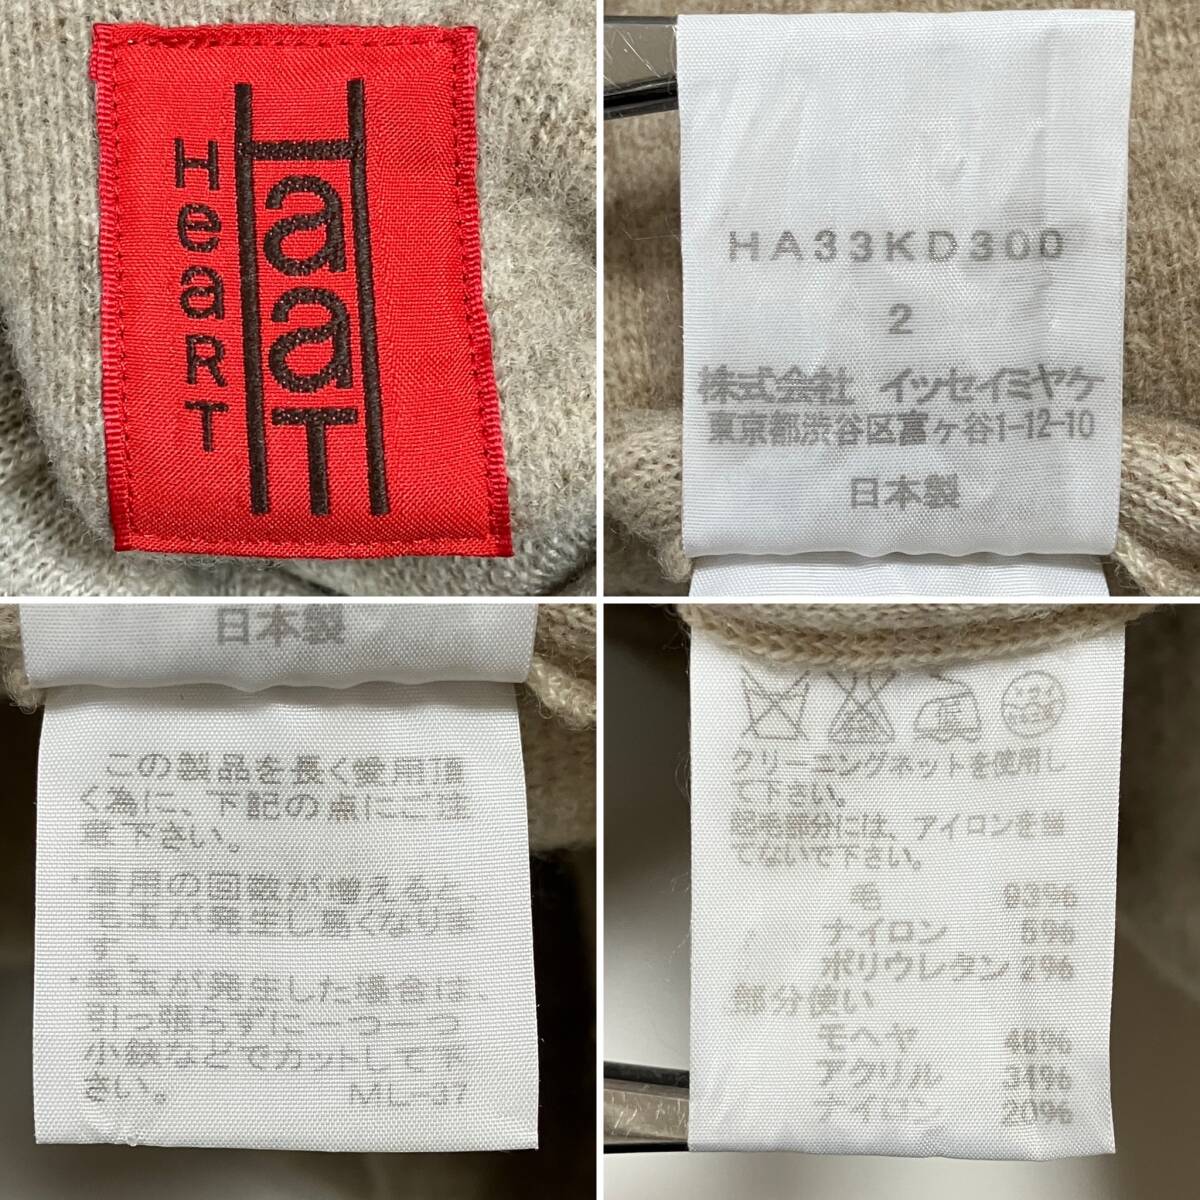 HaaT
HeaRT
HA33KD300
2
株式会社 イッセイミヤケ
東京都渋谷区富ヶ谷1-12-10
日本製
日本製
この製品を長く愛用頂
く為に、下記の点にご注
意下さい。
・着用の回数が増えると、
毛玉が発生し易くなりま
す。
・毛玉が発生した場合は、
引っ張らずに一つ一つ
小鋏などでカットして下
さい。
ML-37
クリーニングネットを使用し
て下さい。
起毛部分には、アイロンを当
てないで下さい。
毛 93%
ナイロン 5%
ポリウレタン 2%
部分使い
モヘヤ 46%
アクリル 34%
ナイロン 20%